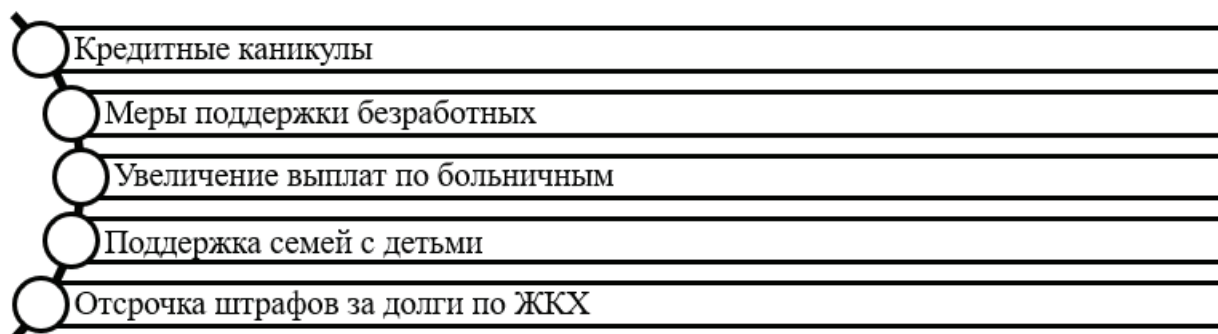 Кредитные каникулы
Меры поддержки безработных
Увеличение выплат по больничным
Поддержка семей с детьми
Отсрочка штрафов за долги по ЖКХ